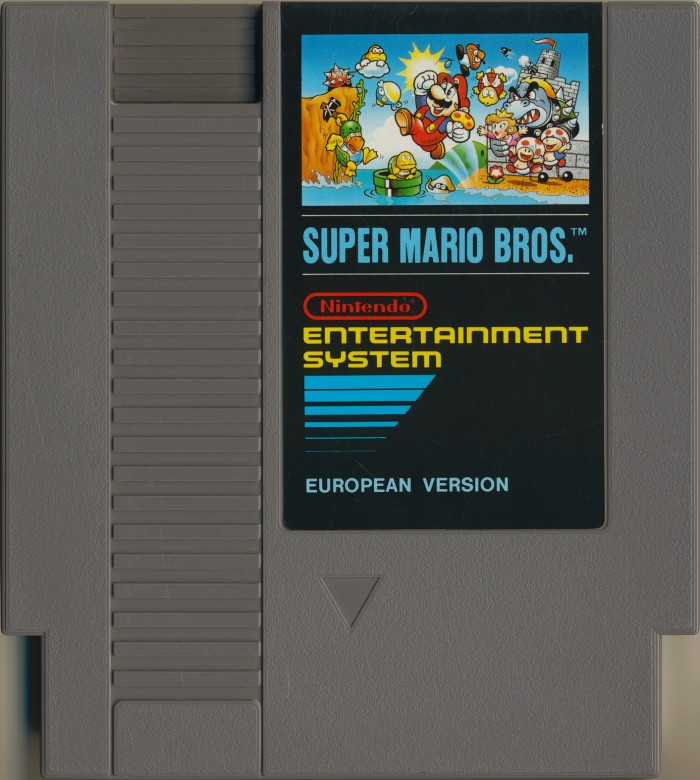 SUPER MARIO BROS.™
Nintendo®
ENTERTAINMENT
SYSTEM
EUROPEAN VERSION